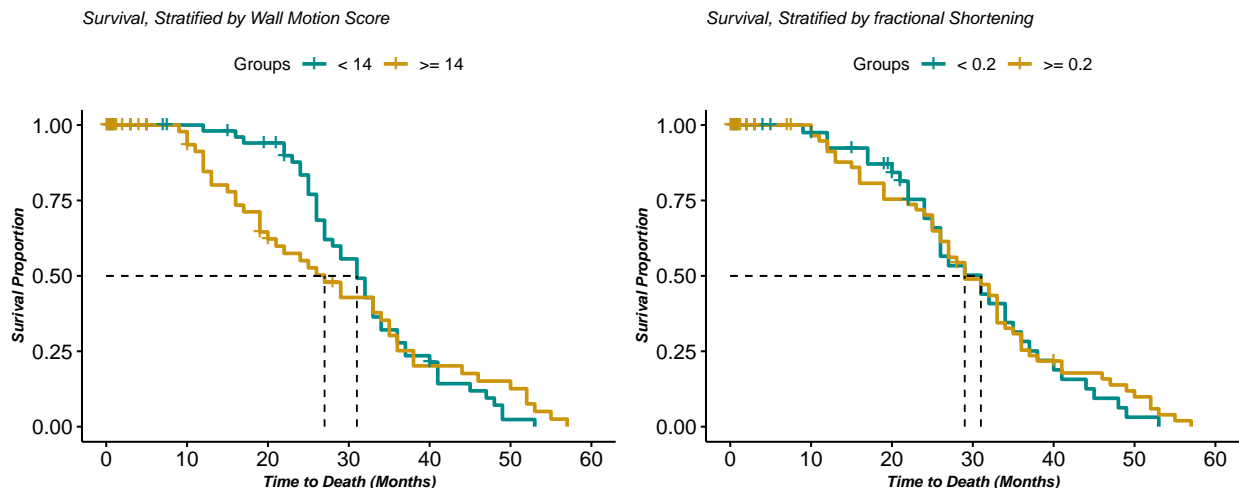 Survival, Stratified by Wall Motion Score
Groups < 14 >= 14
1.00
0.75
0.50
0.25
0.00
Surival Proportion
0 10 20 30 40 50 60
Time to Death (Months)
Survival, Stratified by fractional Shortening
Groups < 0.2 >= 0.2
1.00
0.75
0.50
0.25
0.00
Surival Proportion
0 10 20 30 40 50 60
Time to Death (Months)